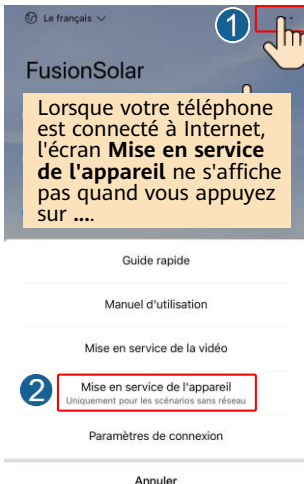 Le français
1
FusionSolar
Lorsque votre téléphone
est connecté à Internet,
l'écran Mise en service
de l'appareil ne s'affiche
pas quand vous appuyez
sur ....
Guide rapide
Manuel d'utilisation
Mise en service de la vidéo
2
Mise en service de l'appareil
Uniquement pour les scénarios sans réseau
Paramètres de connexion
Annuler